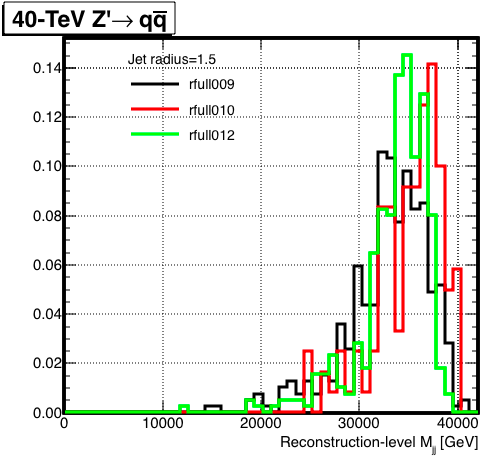 40-TeV Z'→ qq̅
Jet radius=1.5
rfull009
rfull010
rfull012
0.14
0.12
0.10
0.08
0.06
0.04
0.02
0.00
0 10000 20000 30000 40000
Reconstruction-level Mjj [GeV]